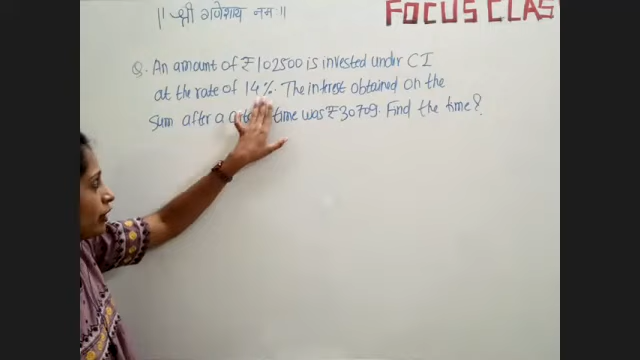 || श्री गणेशाय नमः ||
FOCUS CLAS
Q. An amount of ₹102500 is invested under CI
at the rate of 14%. The interest obtained on the
sum after a time was ₹30709. Find the time?